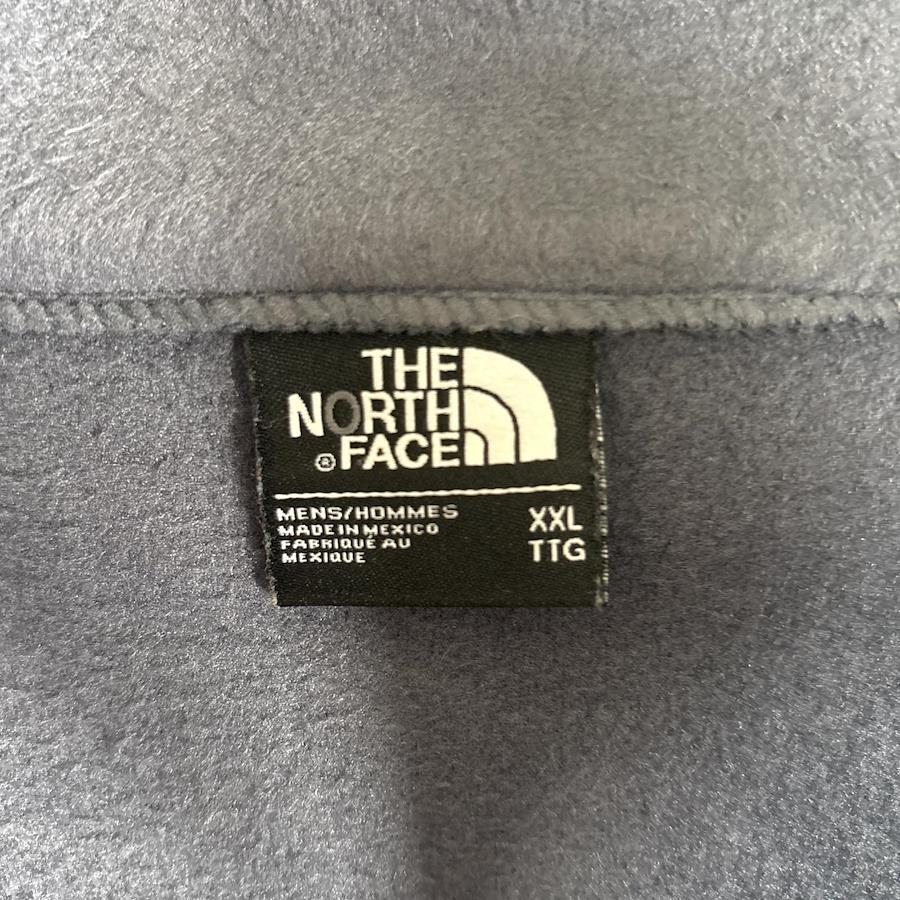 THE
NORTH
® FACE
MENS/HOMMES
MADE IN MEXICO
FABRIQUÉ AU
MEXIQUE
XXL
TTG